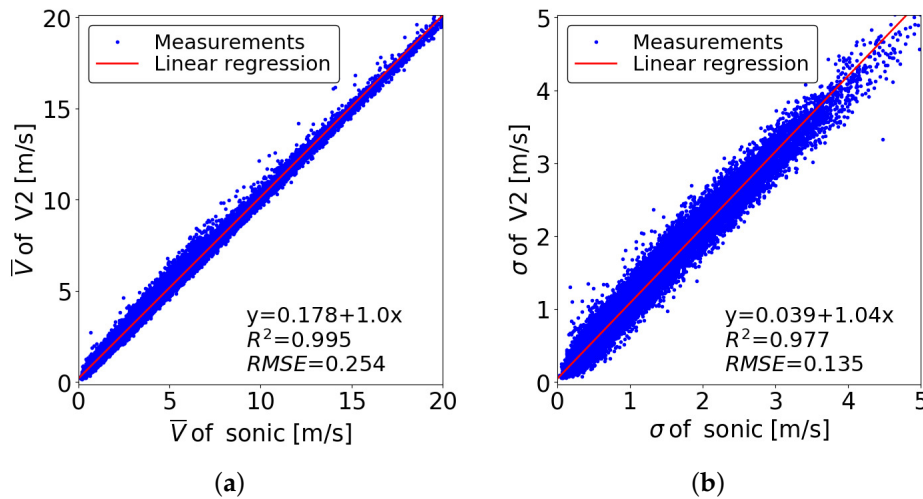 20
15
10
5
0
0
5
10
15
20
V̅ of V2 [m/s]
V̅ of sonic [m/s]
Measurements
Linear regression
y=0.178+1.0x
R²=0.995
RMSE=0.254
(a)
5
4
3
2
1
0
0
1
2
3
4
5
σ of V2 [m/s]
σ of sonic [m/s]
Measurements
Linear regression
y=0.039+1.04x
R²=0.977
RMSE=0.135
(b)